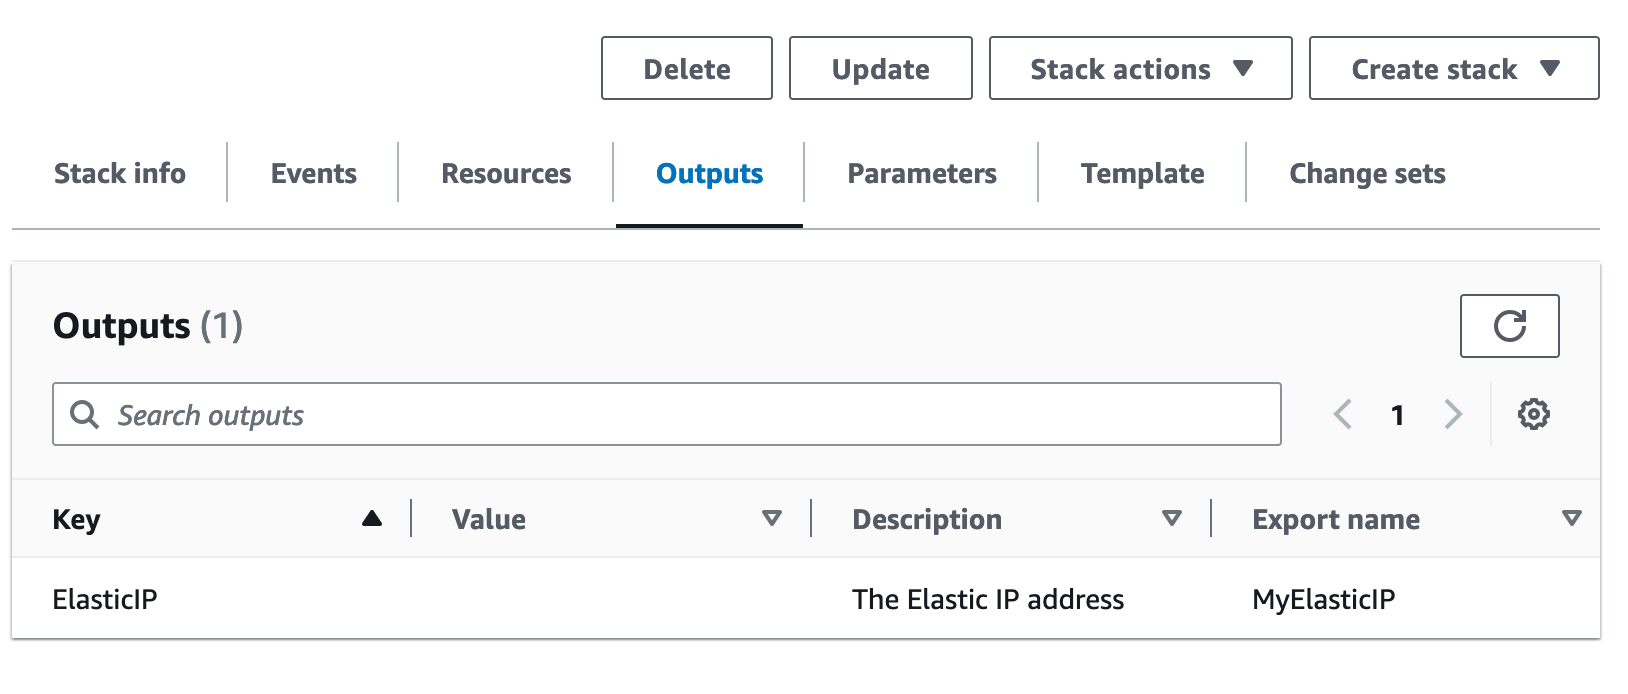 Delete Update Stack actions Create stack
Stack info Events Resources Outputs Parameters Template Change sets
Outputs (1)
Search outputs 1
Key Value Description Export name
ElasticIP The Elastic IP address MyElasticIP